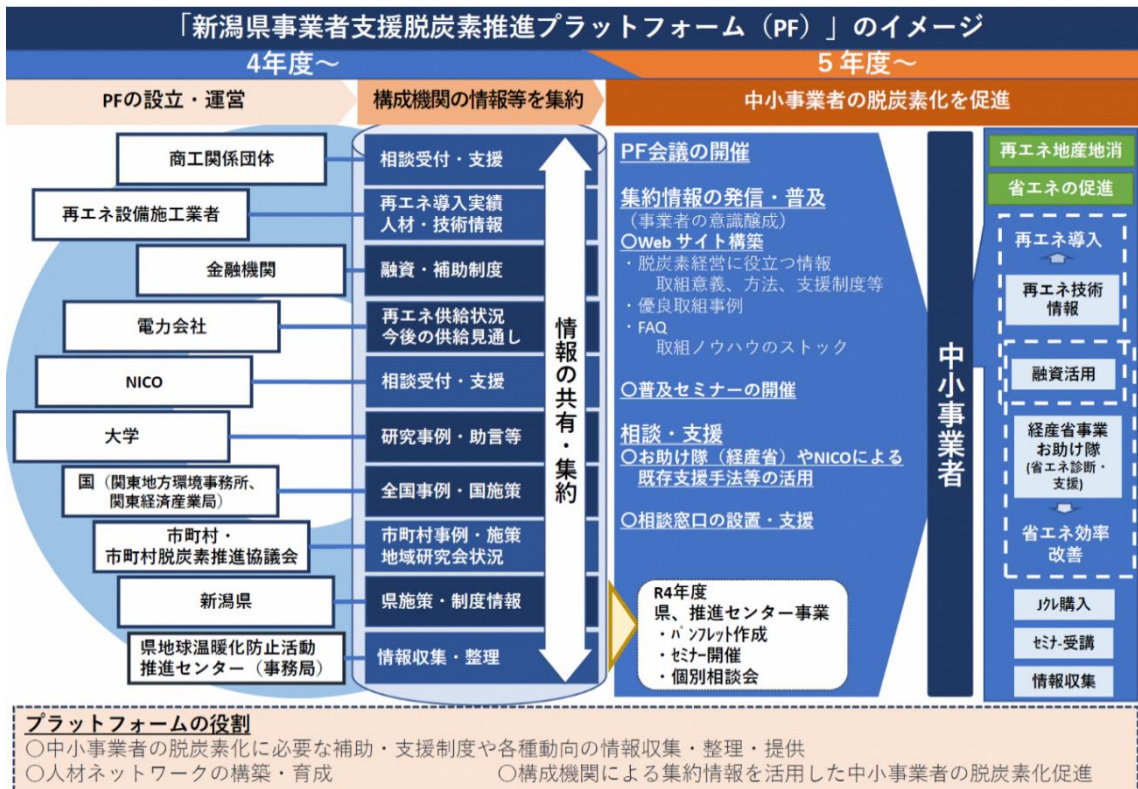 「新潟県事業者支援脱炭素推進プラットフォーム（PF）」のイメージ
4年度～
5年度～
PFの設立・運営
構成機関の情報等を集約
中小事業者の脱炭素化を促進
商工関係団体
相談受付・支援
再エネ設備施工業者
再エネ導入実績
人材・技術情報
金融機関
融資・補助制度
電力会社
再エネ供給状況
今後の供給見通し
NICO
相談受付・支援
大学
研究事例・助言等
国（関東地方環境事務所、
関東経済産業局）
全国事例・国施策
市町村・
市町村脱炭素推進協議会
市町村事例・施策
地域研究会状況
新潟県
県施策・制度情報
県地球温暖化防止活動
推進センター（事務局）
情報収集・整理
情報の共有・集約
PF会議の開催
集約情報の発信・普及
（事業者の意識醸成）
〇Web サイト構築
・脱炭素経営に役立つ情報
取組意義、方法、支援制度等
・優良取組事例
・FAQ
取組ノウハウのストック
〇普及セミナーの開催
相談・支援
〇お助け隊（経産省）やNICOによる
既存支援手法等の活用
〇相談窓口の設置・支援
R4年度
県、推進センター事業
・ﾊﾟﾝﾌﾚｯﾄ作成
・ｾﾐﾅｰ開催
・個別相談会
中小事業者
再エネ地産地消
省エネの促進
再エネ導入
再エネ技術
情報
融資活用
経産省事業
お助け隊
(省エネ診断・
支援)
省エネ効率
改善
Jｸﾚ購入
ｾﾐﾅｰ受講
情報収集
プラットフォームの役割
〇中小事業者の脱炭素化に必要な補助・支援制度や各種動向の情報収集・整理・提供
〇人材ネットワークの構築・育成　〇構成機関による集約情報を活用した中小事業者の脱炭素化促進